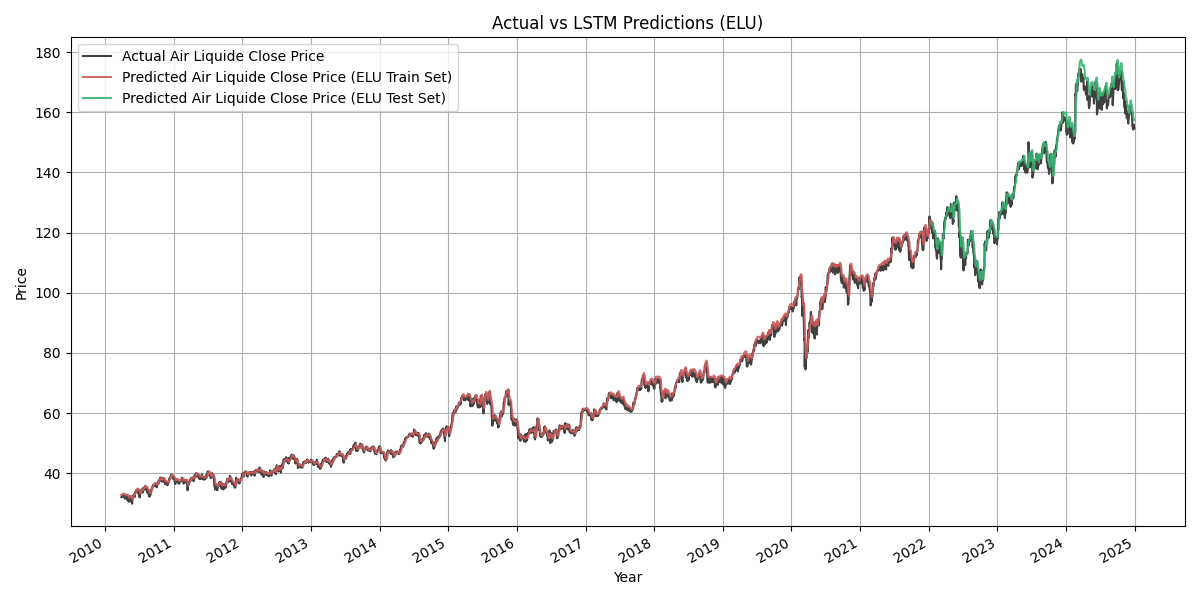 Actual vs LSTM Predictions (ELU)
Actual Air Liquide Close Price
Predicted Air Liquide Close Price (ELU Train Set)
Predicted Air Liquide Close Price (ELU Test Set)
Price
180
160
140
120
100
80
60
40
2010 2011 2012 2013 2014 2015 2016 2017 2018 2019 2020 2021 2022 2023 2024 2025
Year